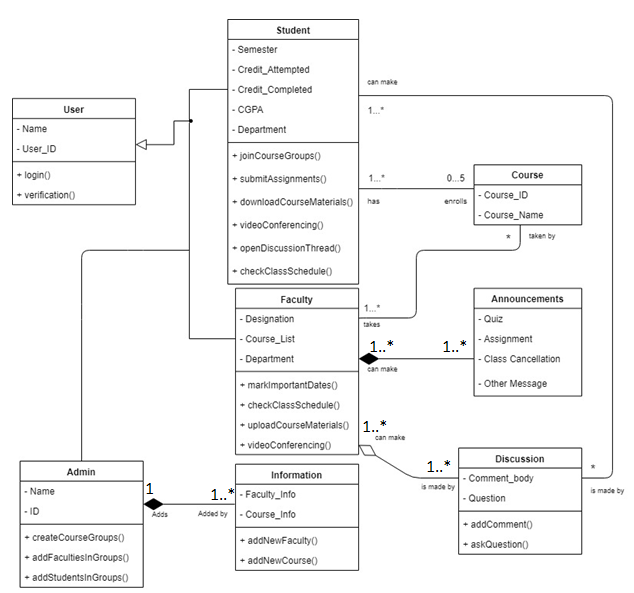 Student
- Semester
- Credit_Attempted
- Credit_Completed
- CGPA
- Department
+ joinCourseGroups()
+ submitAssignments()
+ downloadCourseMaterials()
+ videoConferencing()
+ openDiscussionThread()
+ checkClassSchedule()
can make
1...*
User
- Name
- User_ID
+ login()
+ verification()
1...*
0...5
has
enrolls
Course
- Course_ID
- Course_Name
*
taken by
Faculty
- Designation
- Course_List
- Department
+ markImportantDates()
+ checkClassSchedule()
+ uploadCourseMaterials()
+ videoConferencing()
1...*
takes
1..*
1..*
can make
Announcements
- Quiz
- Assignment
- Class Cancellation
- Other Message
1..*
can make
1..*
is made by
Discussion
- Comment_body
- Question
+ addComment()
+ askQuestion()
*
is made by
Admin
- Name
- ID
+ createCourseGroups()
+ addFacultiesInGroups()
+ addStudentsInGroups()
1
1..*
Adds
Added by
Information
- Faculty_Info
- Course_Info
+ addNewFaculty()
+ addNewCourse()